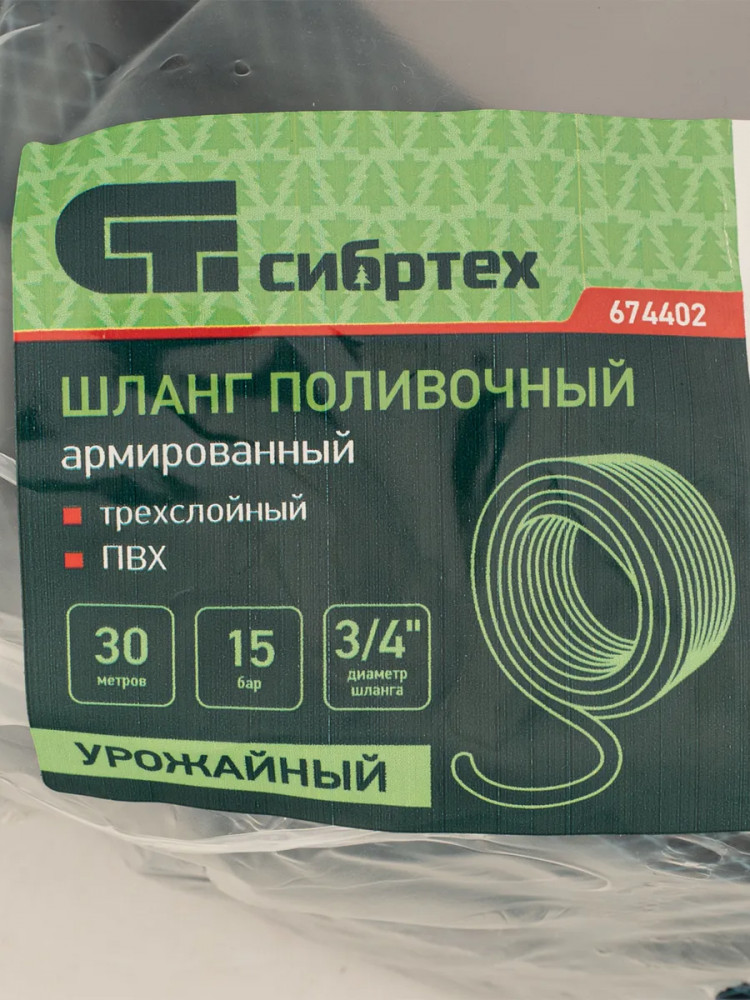 СТ сибртех
674402
ШЛАНГ ПОЛИВОЧНЫЙ
армированный
трехслойный
ПВХ
30 метров
15 бар
3/4" диаметр шланга
УРОЖАЙНЫЙ